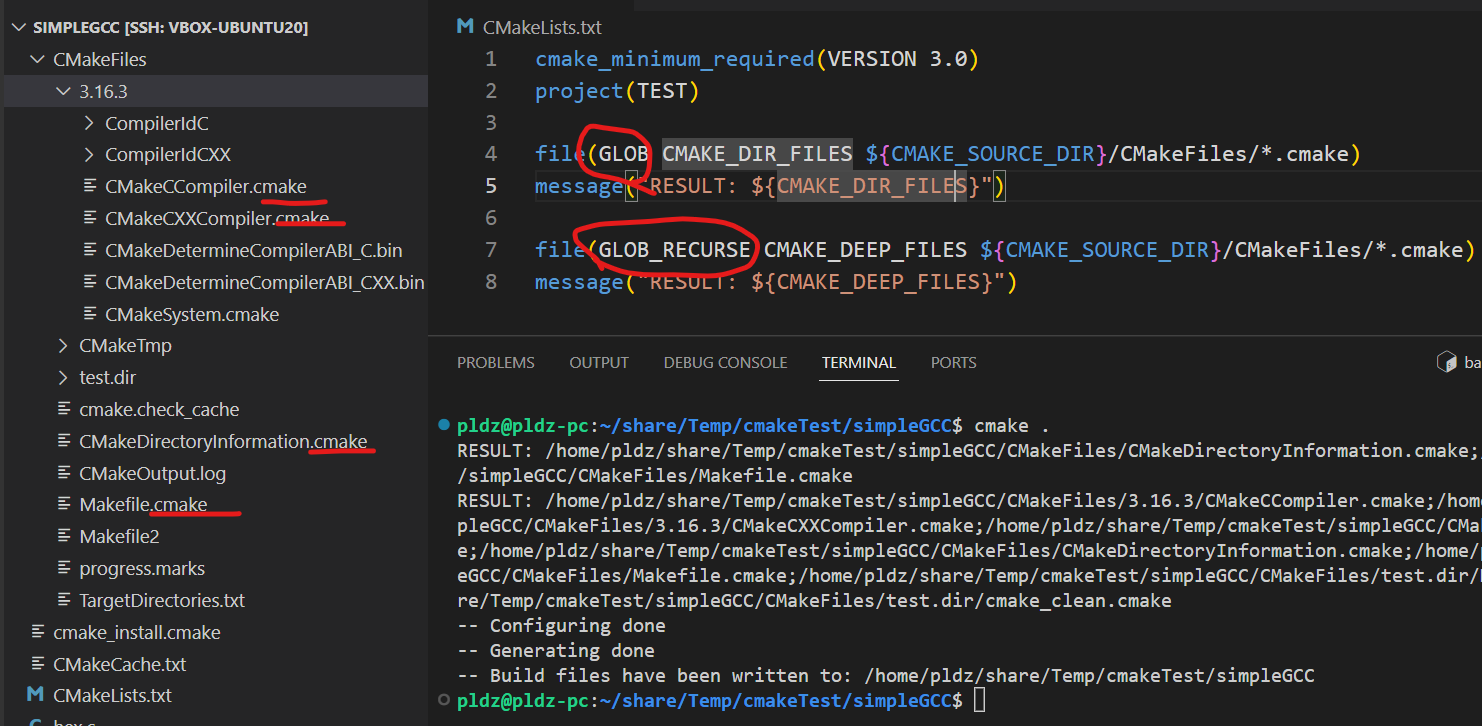 SIMPLEGCC [SSH: VBOX-UBUNTU20]
CMakeFiles
3.16.3
CompilerIdC
CompilerIdCXX
CMakeCCompiler.cmake
CMakeCXXCompiler.cmake
CMakeDetermineCompilerABI_C.bin
CMakeDetermineCompilerABI_CXX.bin
CMakeSystem.cmake
CMakeTmp
test.dir
cmake.check_cache
CMakeDirectoryInformation.cmake
CMakeOutput.log
Makefile.cmake
Makefile2
progress.marks
TargetDirectories.txt
cmake_install.cmake
CMakeCache.txt
M CMakeLists.txt
M CMakeLists.txt
1 cmake_minimum_required(VERSION 3.0)
2 project(TEST)
3
4 file(GLOB CMAKE_DIR_FILES ${CMAKE_SOURCE_DIR}/CMakeFiles/*.cmake)
5 message("RESULT: ${CMAKE_DIR_FILES}")
6
7 file(GLOB_RECURSE CMAKE_DEEP_FILES ${CMAKE_SOURCE_DIR}/CMakeFiles/*.cmake)
8 message("RESULT: ${CMAKE_DEEP_FILES}")
PROBLEMS OUTPUT DEBUG CONSOLE TERMINAL PORTS ba
pldz@pldz-pc:~/share/Temp/cmakeTest/simpleGCC$ cmake .
RESULT: /home/pldz/share/Temp/cmakeTest/simpleGCC/CMakeFiles/CMakeDirectoryInformation.cmake;
/simpleGCC/CMakeFiles/Makefile.cmake
RESULT: /home/pldz/share/Temp/cmakeTest/simpleGCC/CMakeFiles/3.16.3/CMakeCCompiler.cmake;/hom
pleGCC/CMakeFiles/3.16.3/CMakeCXXCompiler.cmake;/home/pldz/share/Temp/cmakeTest/simpleGCC/CMa
e;/home/pldz/share/Temp/cmakeTest/simpleGCC/CMakeFiles/CMakeDirectoryInformation.cmake;/home/p
eGCC/CMakeFiles/Makefile.cmake;/home/pldz/share/Temp/cmakeTest/simpleGCC/CMakeFiles/test.dir/
re/Temp/cmakeTest/simpleGCC/CMakeFiles/test.dir/cmake_clean.cmake
-- Configuring done
-- Generating done
-- Build files have been written to: /home/pldz/share/Temp/cmakeTest/simpleGCC
pldz@pldz-pc:~/share/Temp/cmakeTest/simpleGCC$